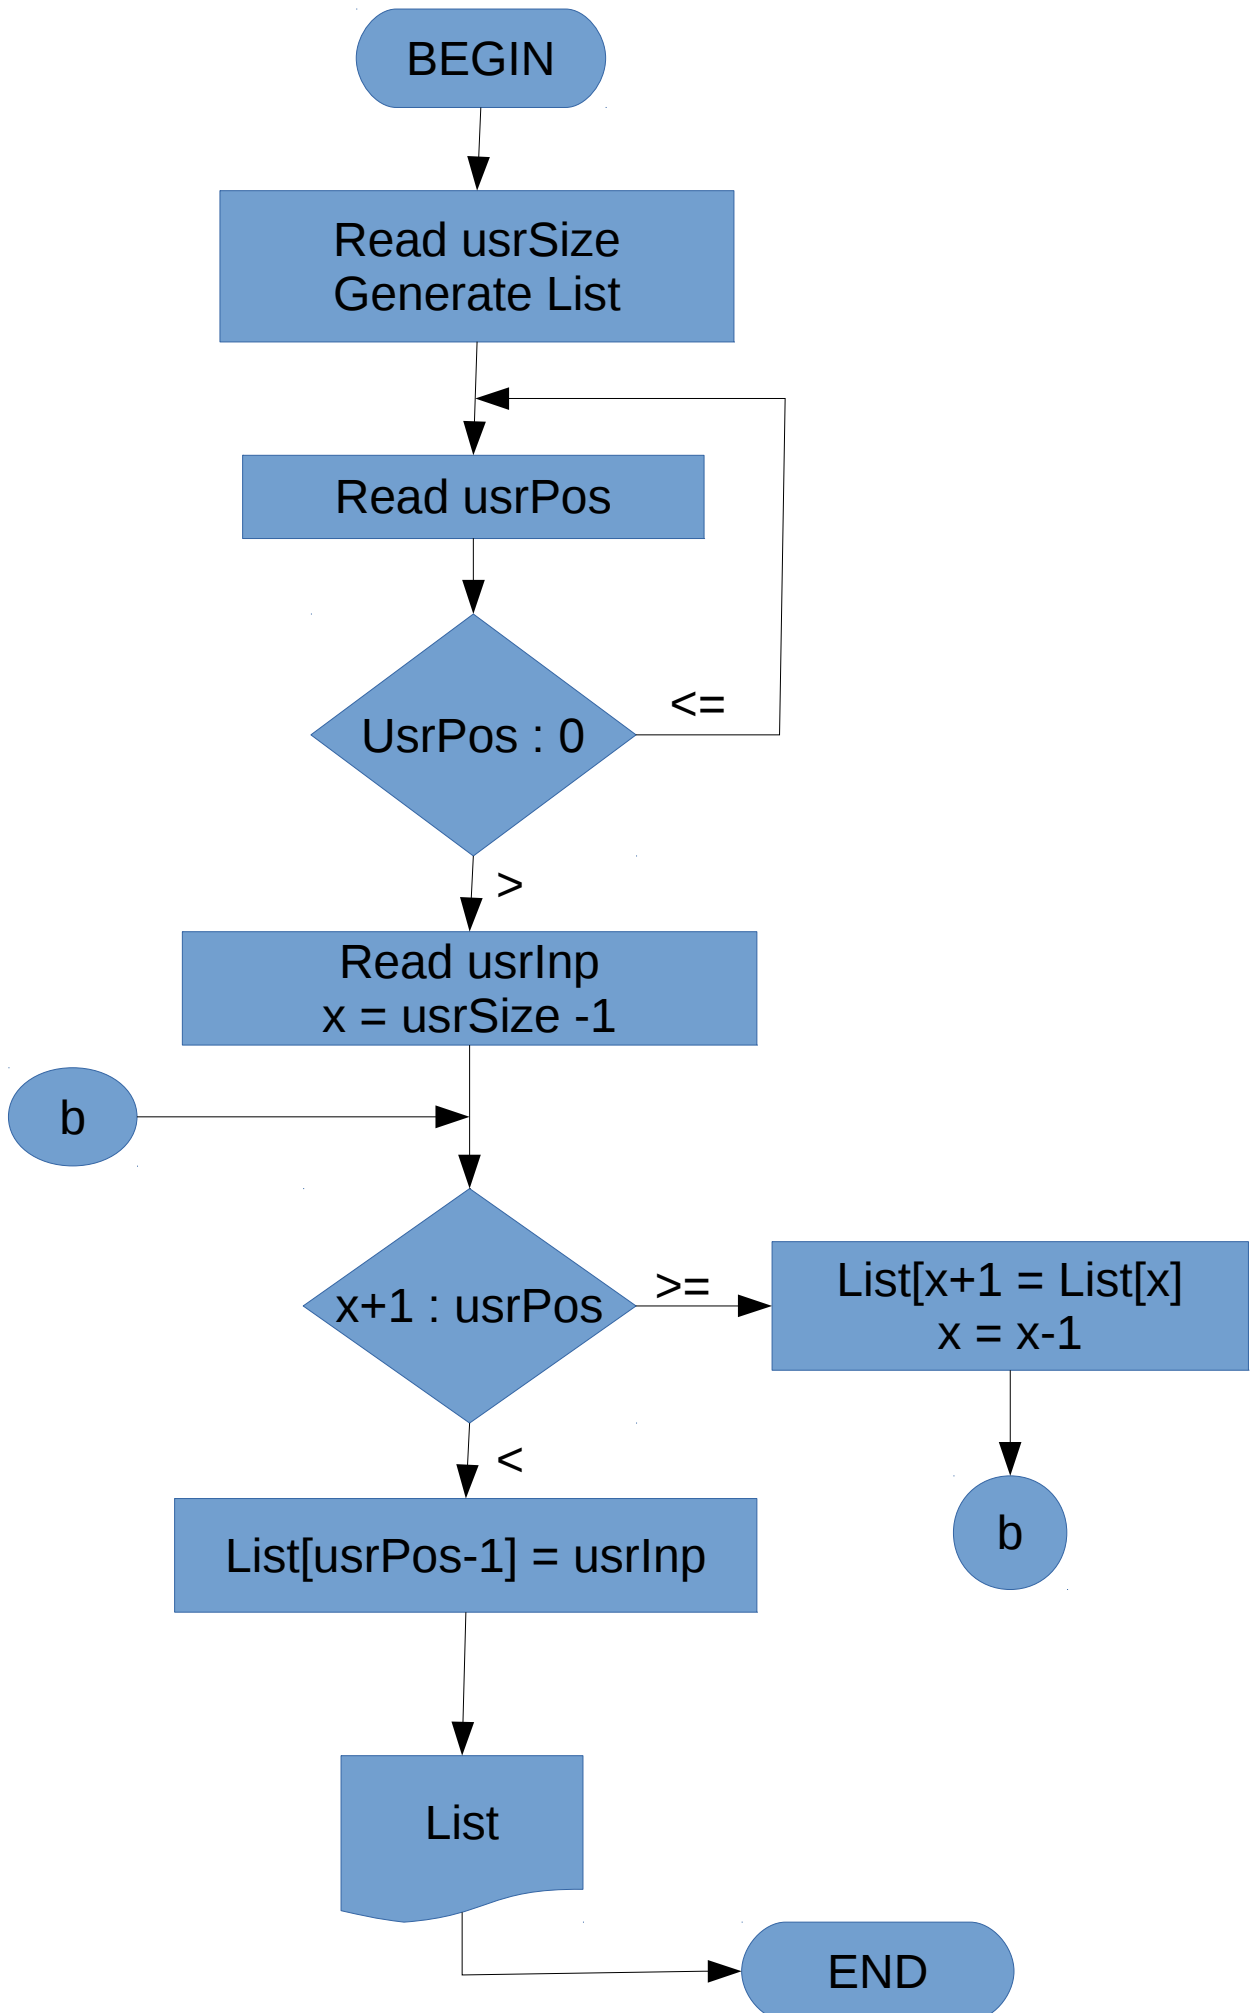 BEGIN
Read usrSize
Generate List
Read usrPos
UsrPos : 0
<=
>
Read usrInp
x = usrSize -1
b
x+1 : usrPos
>=
List[x+1 = List[x]
x = x-1
<
b
List[usrPos-1] = usrInp
List
END